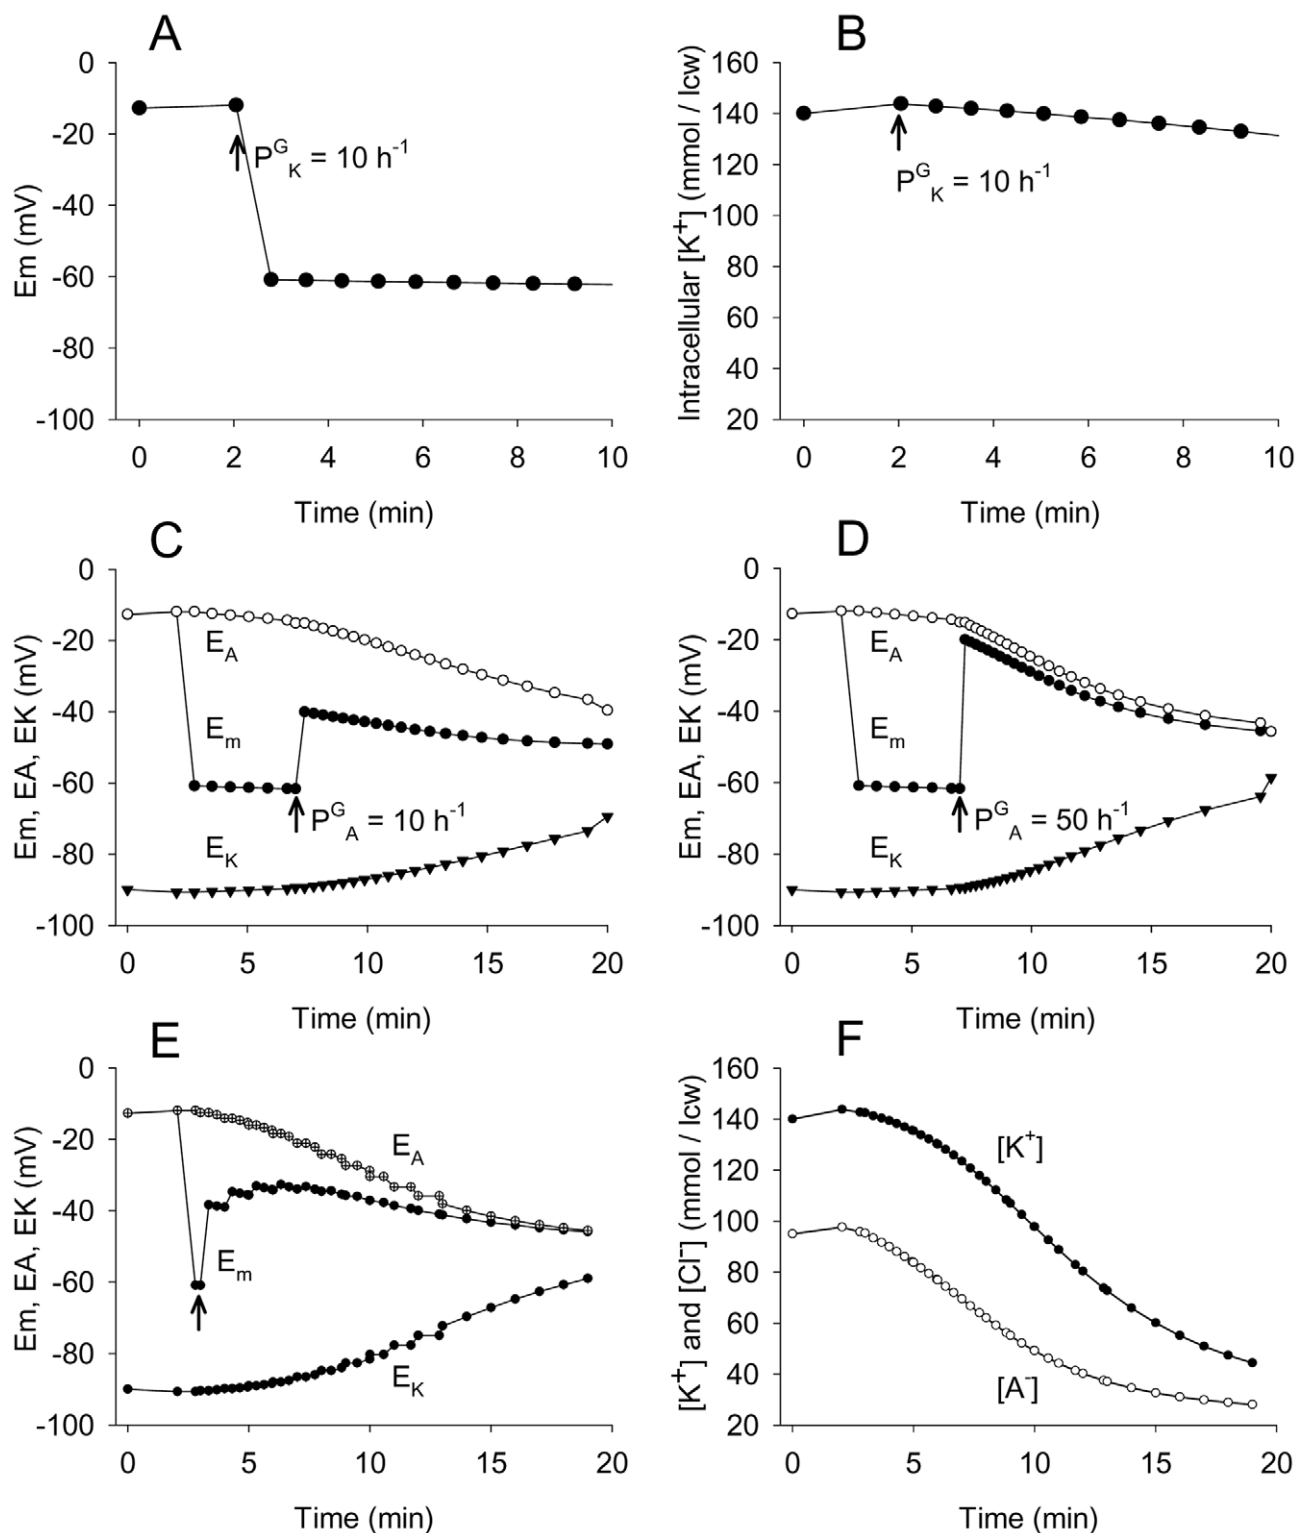 A
Em (mV)
0
-20
-40
-60
-80
-100
P^G_K = 10 h^-1
0 2 4 6 8 10
Time (min)
B
Intracellular [K^+] (mmol / lcw)
160
140
120
100
80
60
40
20
P^G_K = 10 h^-1
0 2 4 6 8 10
Time (min)
C
Em, EA, EK (mV)
0
-20
-40
-60
-80
-100
E_A
E_m
P^G_A = 10 h^-1
E_K
0 5 10 15 20
Time (min)
D
Em, EA, EK (mV)
0
-20
-40
-60
-80
-100
E_A
E_m
P^G_A = 50 h^-1
E_K
0 5 10 15 20
Time (min)
E
Em, EA, EK (mV)
0
-20
-40
-60
-80
-100
E_A
E_m
E_K
0 5 10 15 20
Time (min)
F
[K^+] and [Cl^-] (mmol / lcw)
160
140
120
100
80
60
40
20
[K^+]
[A^-]
0 5 10 15 20
Time (min)